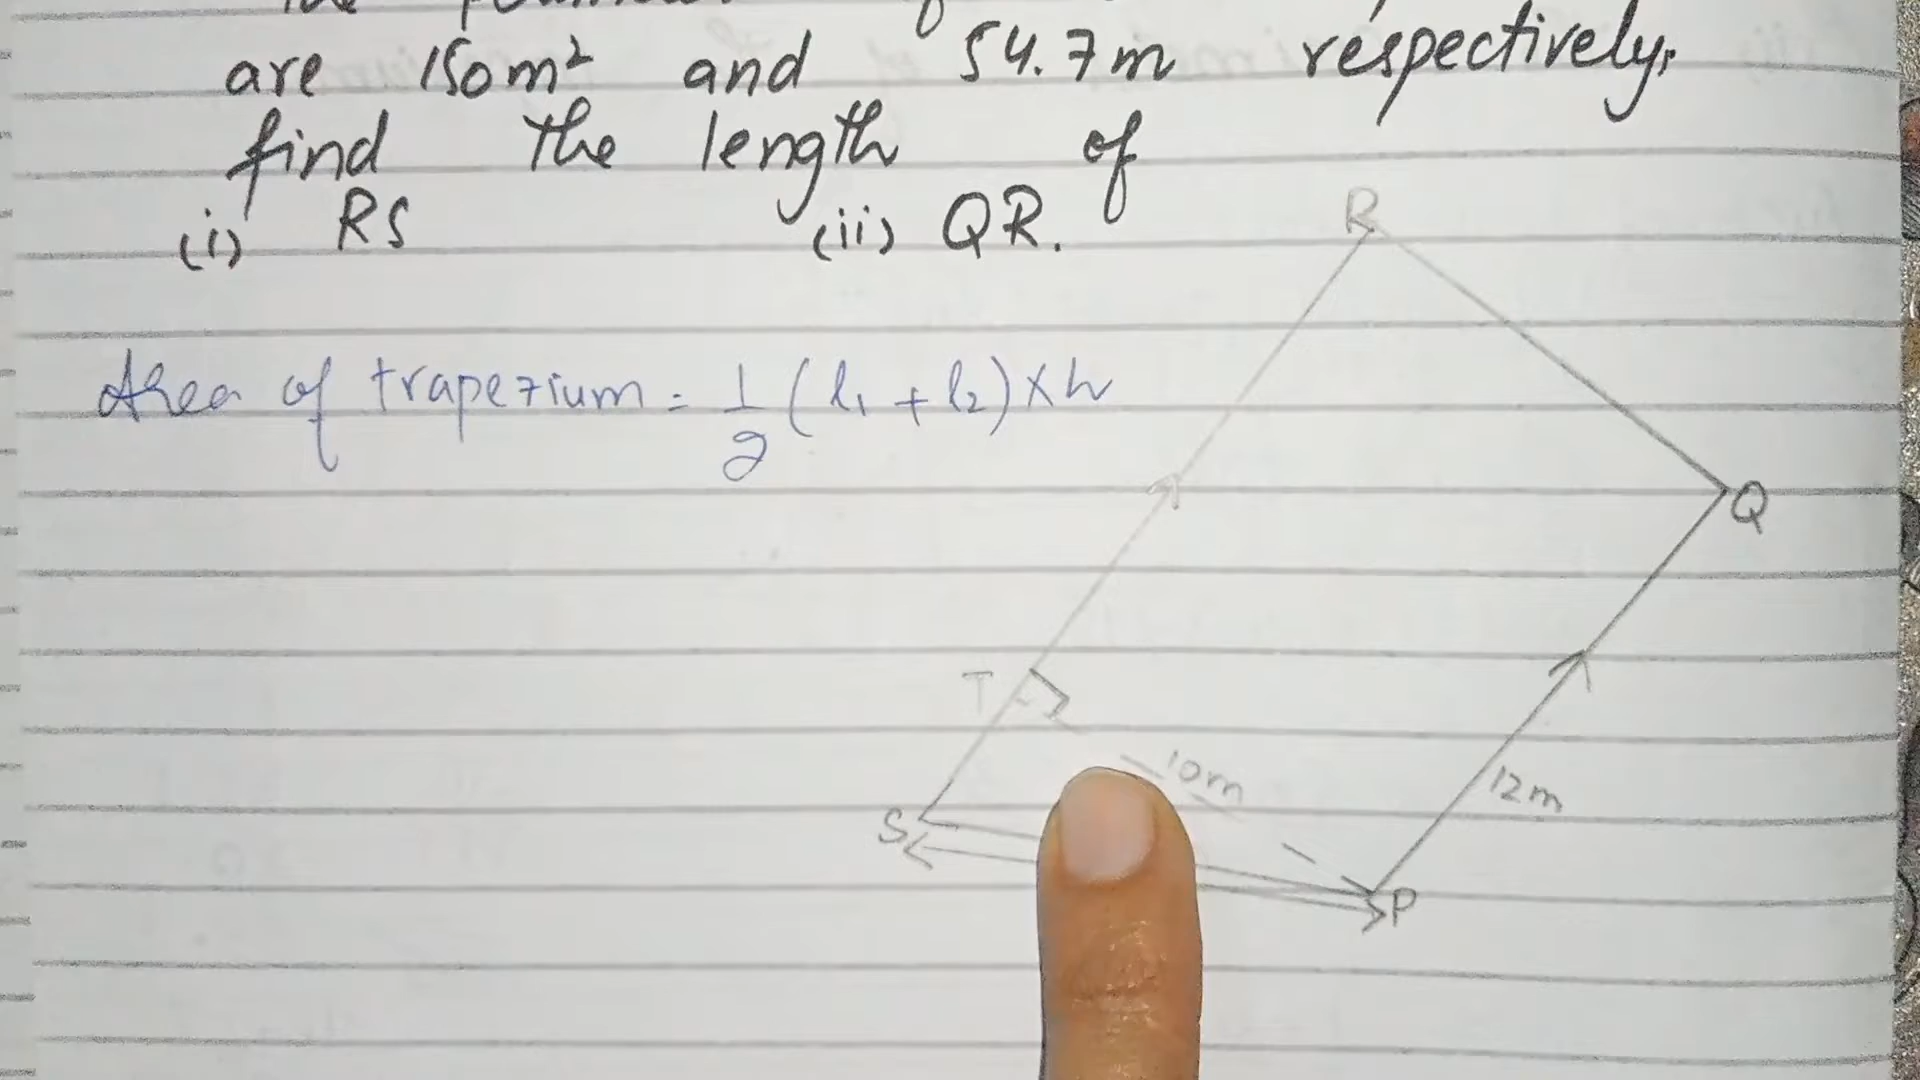 are 150m² and 54.7m respectively,
find the length of
(i) RS (ii) QR.
R
Area of trapezium = 1/2 (l₁ + l₂) × h
Q
T
10m
12m
S
P